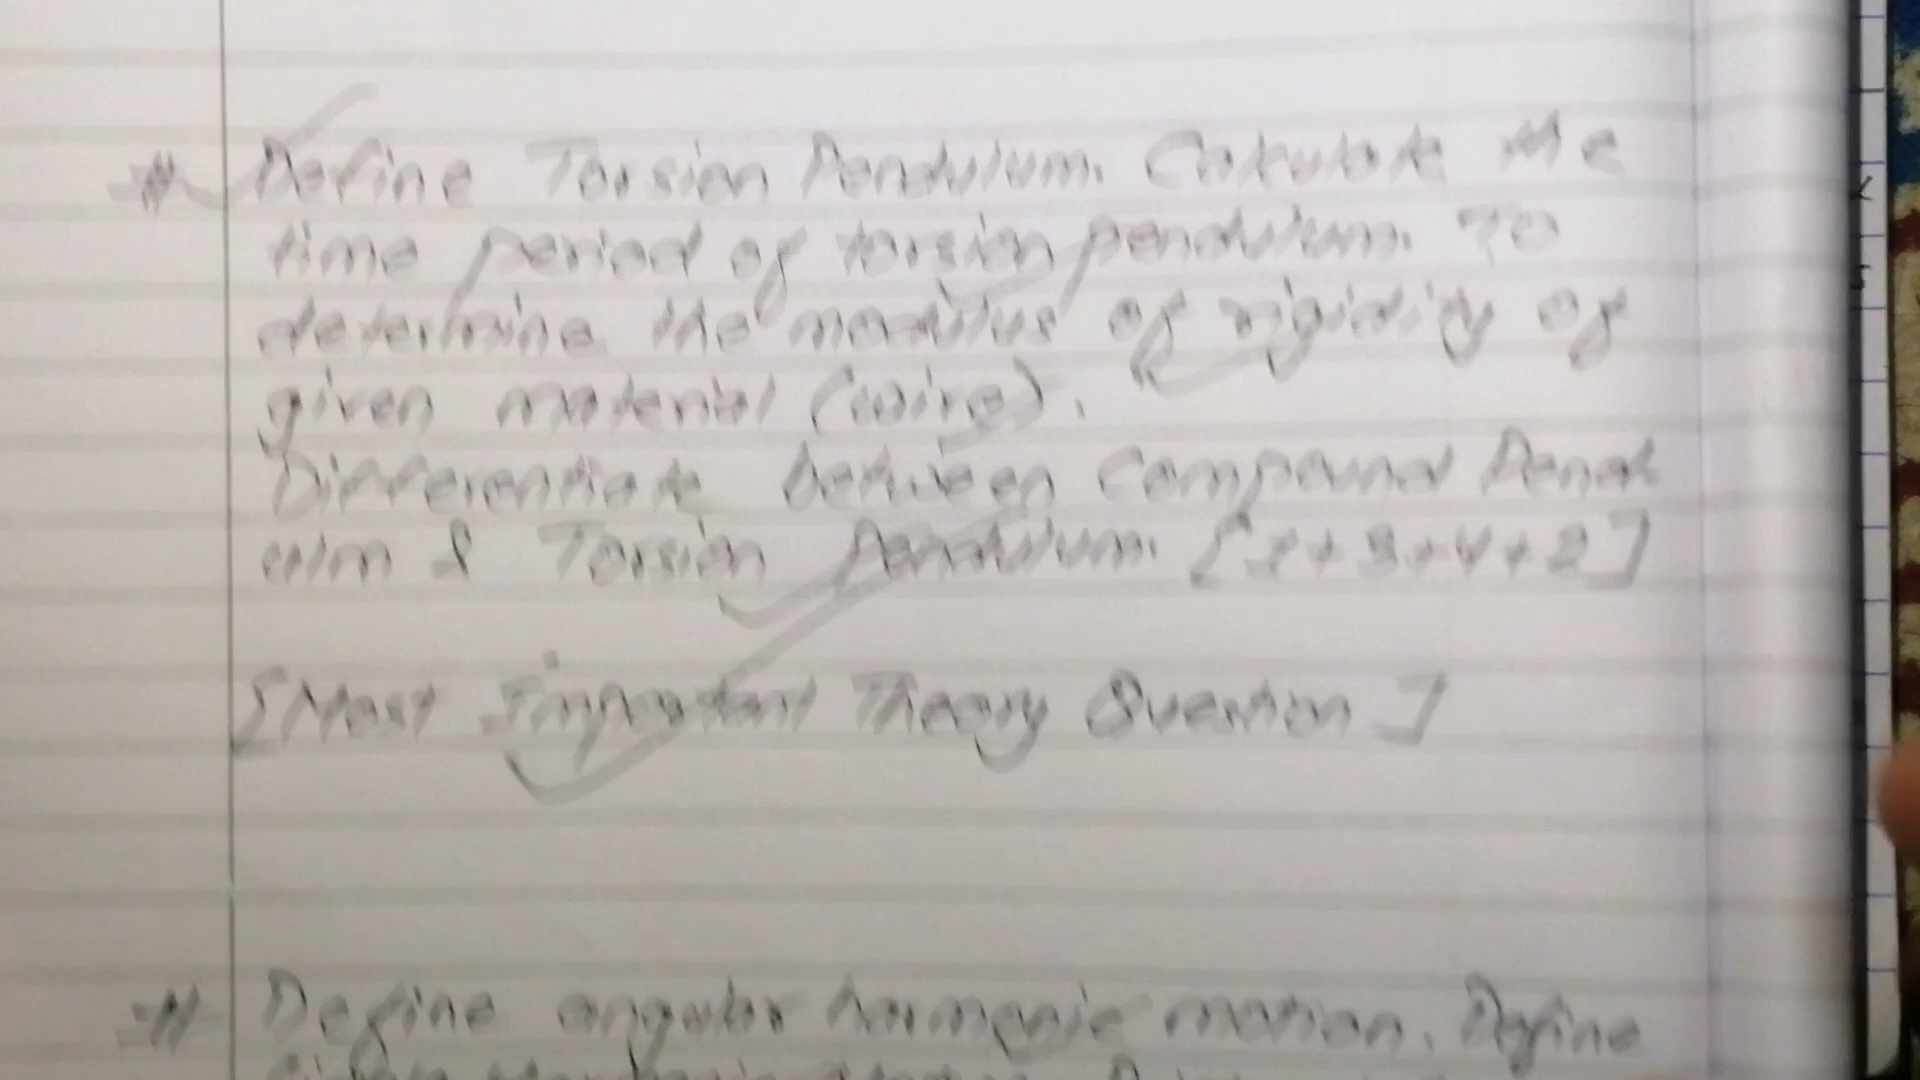 # Define Torsion Pendulum. Calculate the
time period of torsion pendulum. To
determine the modulus of rigidity of
given material (wire).
Differentiate between Compound Pend
ulm & Torsion Pendulum. [1+3+4+2]
[Most Important Theory Question]
# Define angular harmonic motion. Define